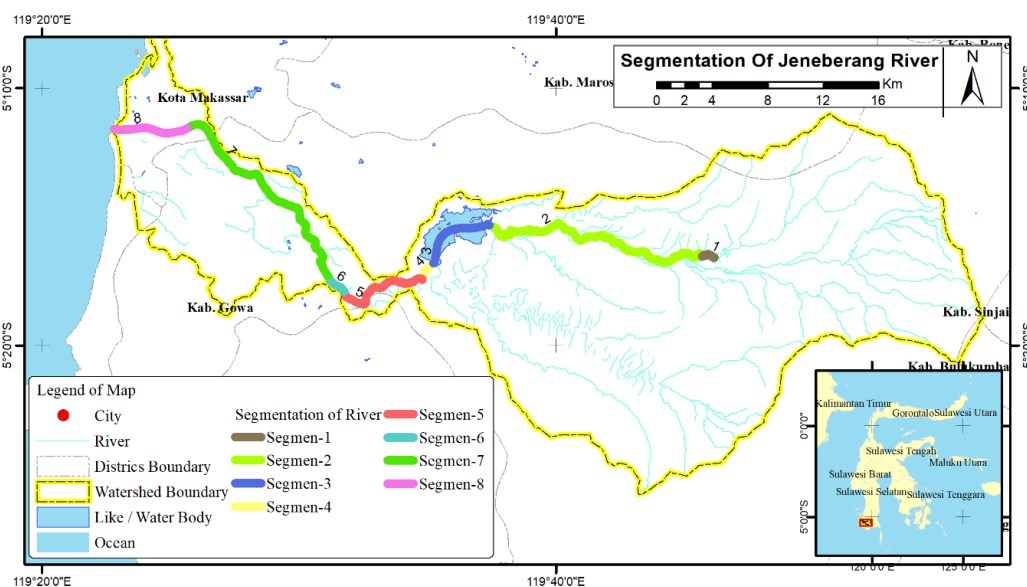 119°20'0"E
119°40'0"E
Segmentation Of Jeneberang River
Km
0 2 4 8 12 16
N
Kab. Bone
5°10'0"S
5°10'0"S
Kab. Maros
Kota Makassar
8
7
6
5
4
3
2
1
Kab. Gowa
Kab. Sinjai
Kab. Bulukumba
5°20'0"S
5°20'0"S
Legend of Map
City
River
Districs Boundary
Watershed Boundary
Like / Water Body
Ocean
Segmentation of River
Segmen-1
Segmen-2
Segmen-3
Segmen-4
Segmen-5
Segmen-6
Segmen-7
Segmen-8
Kalimantan Timur
Gorontalo
Sulawesi Utara
Sulawesi Tengah
Maluku Utara
Sulawesi Barat
Sulawesi Selatan
Sulawesi Tenggara
0°0'0"
5°0'0"S
120°0'0"E
125°0'0"E
119°20'0"E
119°40'0"E